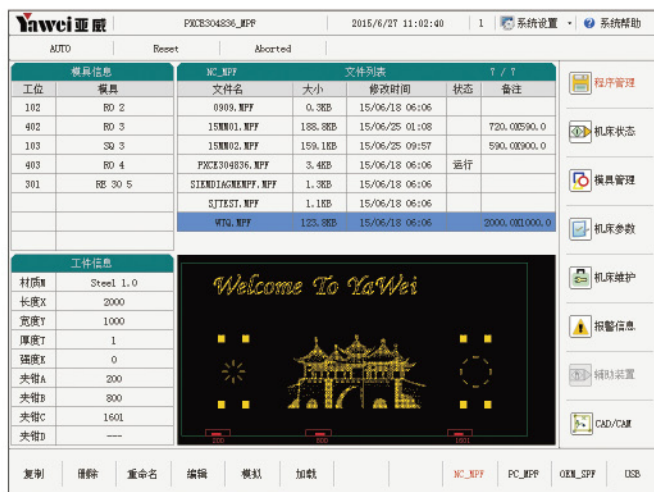 Yawei 亚威 PXCE304836_MPF 2015/6/27 11:02:40 1 系统设置 系统帮助
AUTO Reset Aborted
模具信息
工位 模具
102 RO 2
402 RO 3
103 SQ 3
403 RO 4
301 RE 30 5
NC_MPF 文件列表 7 / 7
文件名 大小 修改时间 状态 备注
0909.MPF 0.3KB 15/06/18 06:06
15NN01.MPF 188.8KB 15/06/25 01:08 720.0X590.0
15NN02.MPF 159.1KB 15/06/25 09:57 590.0X900.0
PXCE304836.MPF 3.4KB 15/06/18 06:06 运行
SIEMDIAGMEMPF.MPF 1.3KB 15/06/18 06:06
SJTEST.MPF 1.1KB 15/06/18 06:06
WTQ.MPF 123.8KB 15/06/18 06:06 2000.0X1000.0
工件信息
材质M Steel 1.0
长度X 2000
宽度Y 1000
厚度T 1
强度K 0
夹钳A 200
夹钳B 800
夹钳C 1601
夹钳D ---
Welcome To YaWei
200 800 1601
程序管理
机床状态
模具管理
机床参数
机床维护
报警信息
辅助装置
CAD/CAM
复制 删除 重命名 编辑 模拟 加载 NC_MPF PC_MPF OEM_SPF USB